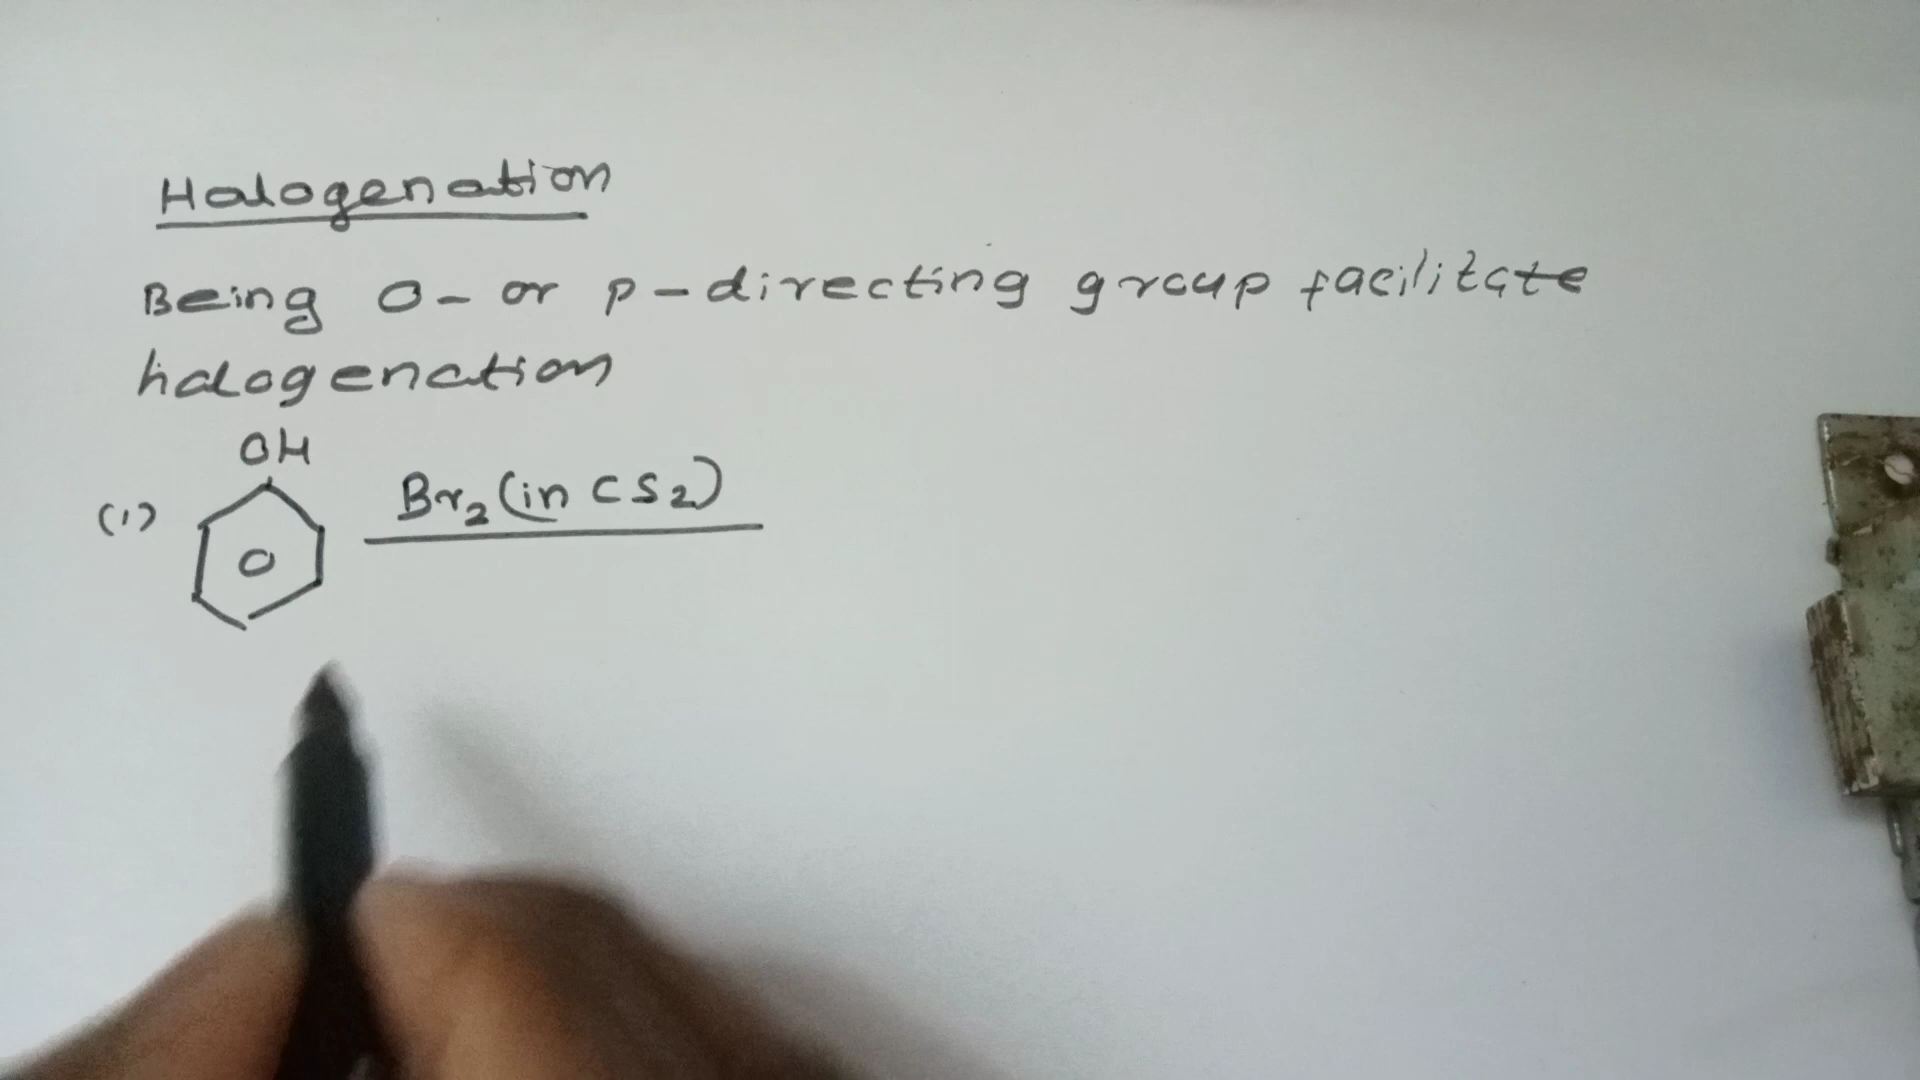 Halogenation
Being o- or p-directing group facilitate
halogenation
OH
(1) Br2 (in CS2)